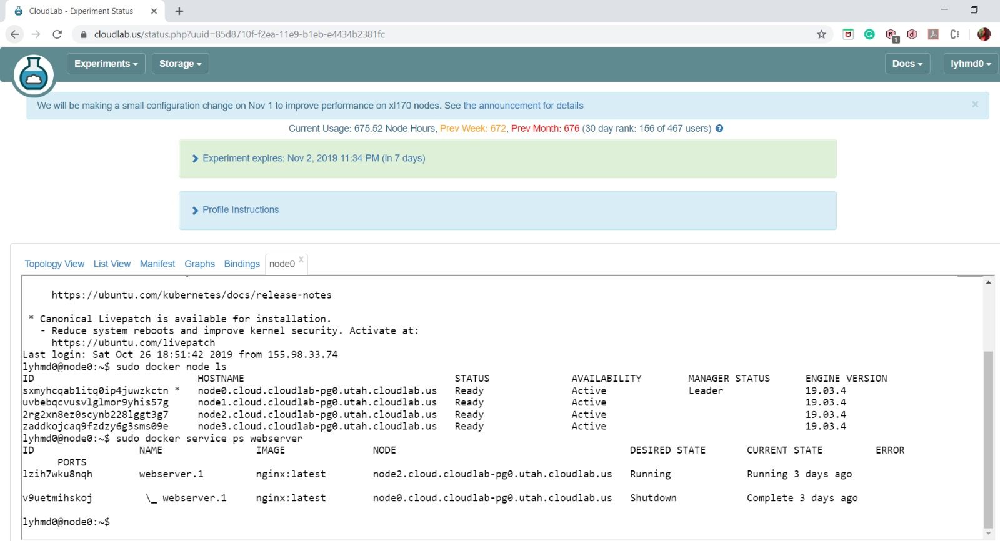 CloudLab - Experiment Status
cloudlab.us/status.php?uuid=85d8710f-f2ea-11e9-b1eb-e4434b2381fc
1
Experiments Storage Docs lyhmd0
We will be making a small configuration change on Nov 1 to improve performance on xl170 nodes. See the announcement for details
Current Usage: 675.52 Node Hours, Prev Week: 672, Prev Month: 676 (30 day rank: 156 of 467 users)
Experiment expires: Nov 2, 2019 11:34 PM (in 7 days)
Profile Instructions
Topology View List View Manifest Graphs Bindings node0 x
https://ubuntu.com/kubernetes/docs/release-notes
* Canonical Livepatch is available for installation.
- Reduce system reboots and improve kernel security. Activate at:
https://ubuntu.com/livepatch
Last login: Sat Oct 26 18:51:42 2019 from 155.98.33.74
lyhmd0@node0:~$ sudo docker node ls
ID HOSTNAME STATUS AVAILABILITY MANAGER STATUS ENGINE VERSION
sxmyhcqab1itq0ip4juwzkctn * node0.cloud.cloudlab-pg0.utah.cloudlab.us Ready Active Leader 19.03.4
uvbebqcvusvlglmor9yhis57g node1.cloud.cloudlab-pg0.utah.cloudlab.us Ready Active 19.03.4
2rg2xn8ez0scynb228lggt3g7 node2.cloud.cloudlab-pg0.utah.cloudlab.us Ready Active 19.03.4
zaddkojcaq9fzdzy6g3sms09e node3.cloud.cloudlab-pg0.utah.cloudlab.us Ready Active 19.03.4
lyhmd0@node0:~$ sudo docker service ps webserver
ID NAME IMAGE NODE DESIRED STATE CURRENT STATE ERROR
PORTS
lzih7wku8nqh webserver.1 nginx:latest node2.cloud.cloudlab-pg0.utah.cloudlab.us Running Running 3 days ago
v9uetmihskoj \_ webserver.1 nginx:latest node0.cloud.cloudlab-pg0.utah.cloudlab.us Shutdown Complete 3 days ago
lyhmd0@node0:~$